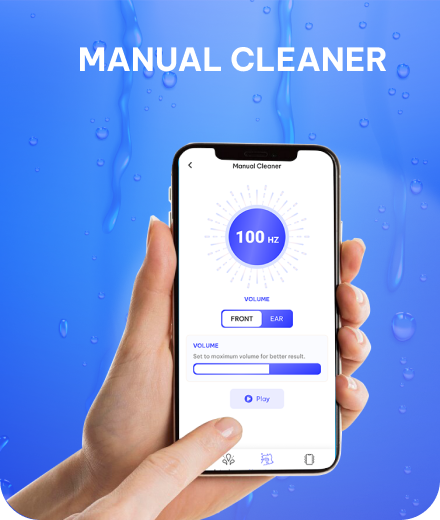 MANUAL CLEANER
Manual Cleaner
100 HZ
VOLUME
FRONT EAR
VOLUME
Set to maximum volume for better result.
Play